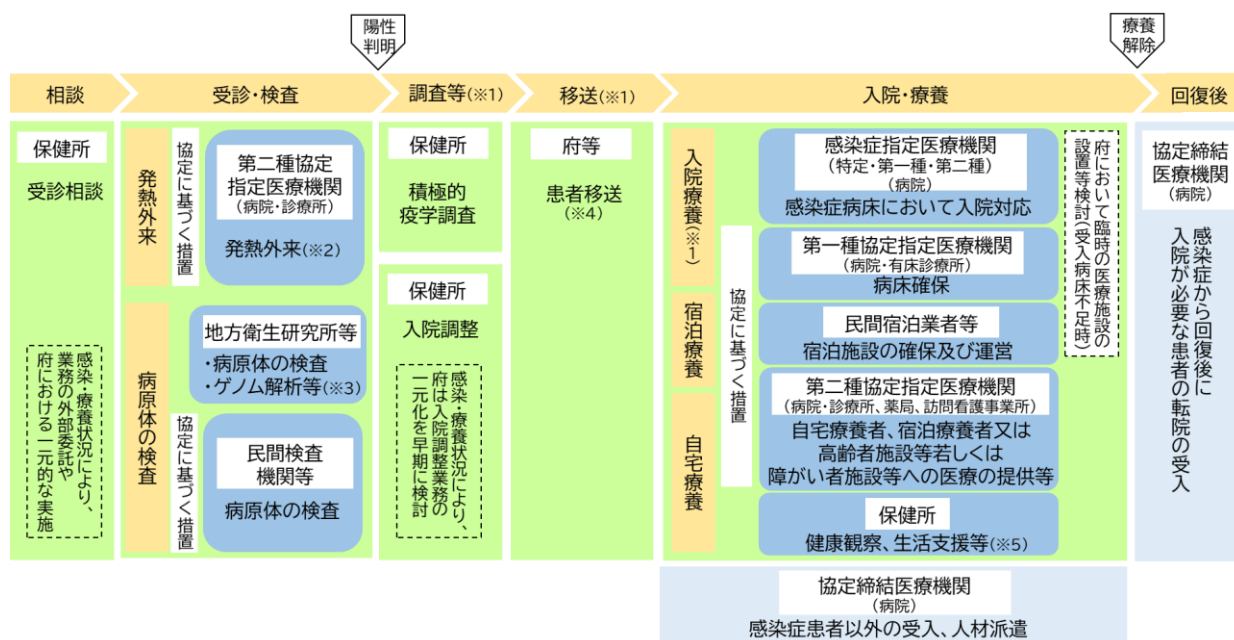 陽性
判明
療養
解除
相談
受診・検査
調査等(※1)
移送(※1)
入院・療養
回復後
保健所
受診相談
感染・療養状況により、
業務の外部委託や
府における一元的な実施
発熱外来
協定に基づく措置
第二種協定
指定医療機関
(病院・診療所)
発熱外来(※2)
病原体の検査
地方衛生研究所等
・病原体の検査
・ゲノム解析等(※3)
協定に基づく措置
民間検査
機関等
病原体の検査
保健所
積極的
疫学調査
保健所
入院調整
感染・療養状況により、
府は入院調整業務の
一元化を早期に検討
府等
患者移送
(※4)
入院療養(※1)
宿泊療養
自宅療養
協定に基づく措置
感染症指定医療機関
(特定・第一種・第二種)
(病院)
感染症病床において入院対応
第一種協定指定医療機関
(病院・有床診療所)
病床確保
民間宿泊業者等
宿泊施設の確保及び運営
第二種協定指定医療機関
(病院・診療所、薬局、訪問看護事業所)
自宅療養者、宿泊療養者又は
高齢者施設等若しくは
障がい者施設等への医療の提供等
保健所
健康観察、生活支援等(※5)
府において臨時の医療施設の
設置等検討(受入病床不足時)
協定締結医療機関
(病院)
感染症患者以外の受入、人材派遣
協定締結
医療機関
(病院)
感染症から回復後に
入院が必要な患者の転院の受入